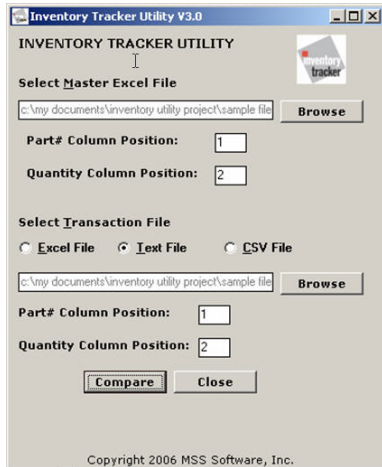 Inventory Tracker Utility V3.0
INVENTORY TRACKER UTILITY
inventory
tracker
Select Master Excel File
c:\my documents\inventory utility project\sample file
Browse
Part# Column Position: 1
Quantity Column Position: 2
Select Transaction File
Excel File Text File CSV File
c:\my documents\inventory utility project\sample file
Browse
Part# Column Position: 1
Quantity Column Position: 2
Compare Close
Copyright 2006 MSS Software, Inc.